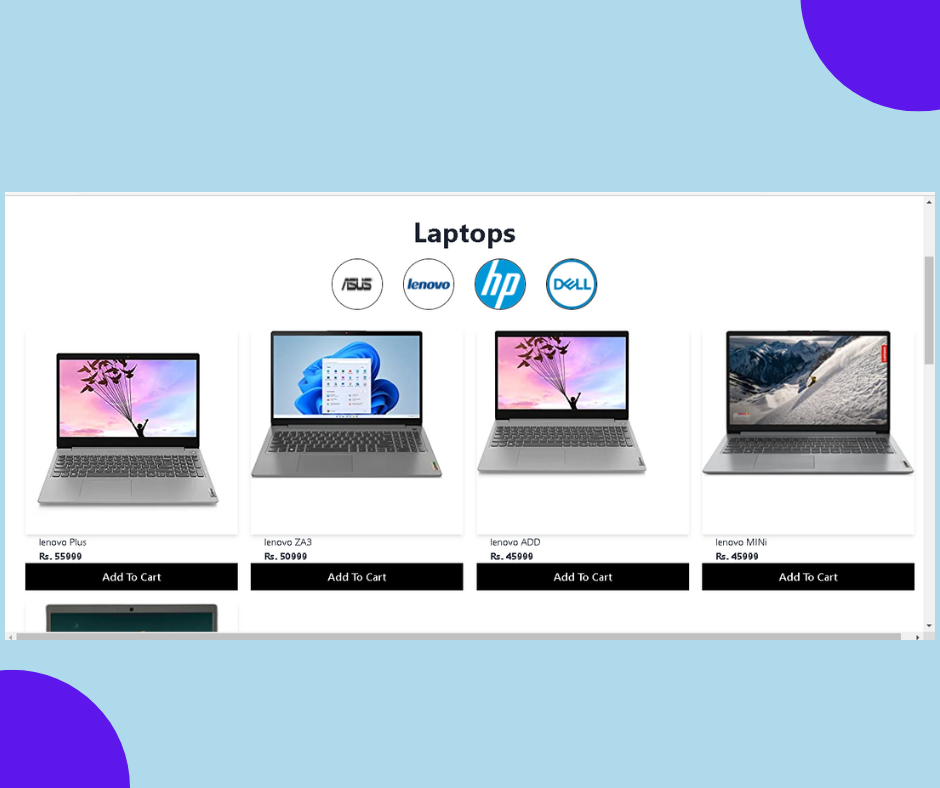 Laptops
ASUS
lenovo
hp
DELL
lenovo Plus
Rs. 55999
Add To Cart
lenovo ZA3
Rs. 50999
Add To Cart
lenovo ADD
Rs. 45999
Add To Cart
lenovo MINi
Rs. 45999
Add To Cart